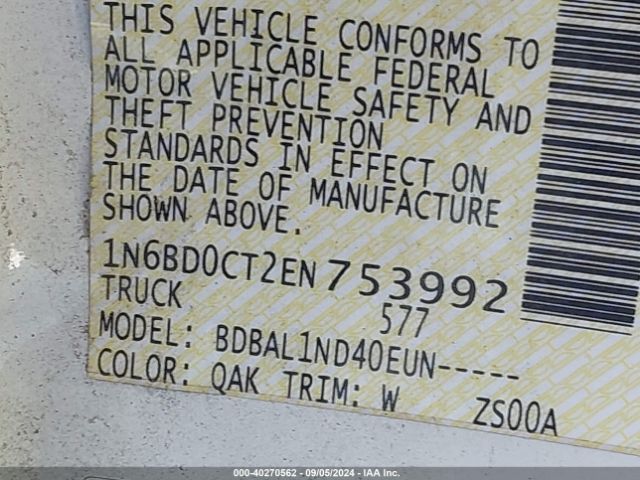 THIS VEHICLE CONFORMS TO
ALL APPLICABLE FEDERAL
MOTOR VEHICLE SAFETY AND
THEFT PREVENTION
STANDARDS IN EFFECT ON
THE DATE OF MANUFACTURE
SHOWN ABOVE.
1N6BD0CT2EN753992
TRUCK 577
MODEL: BDBAL1ND40EUN-----
COLOR: QAK TRIM: W ZS00A
000-40270562 - 09/05/2024 - IAA Inc.